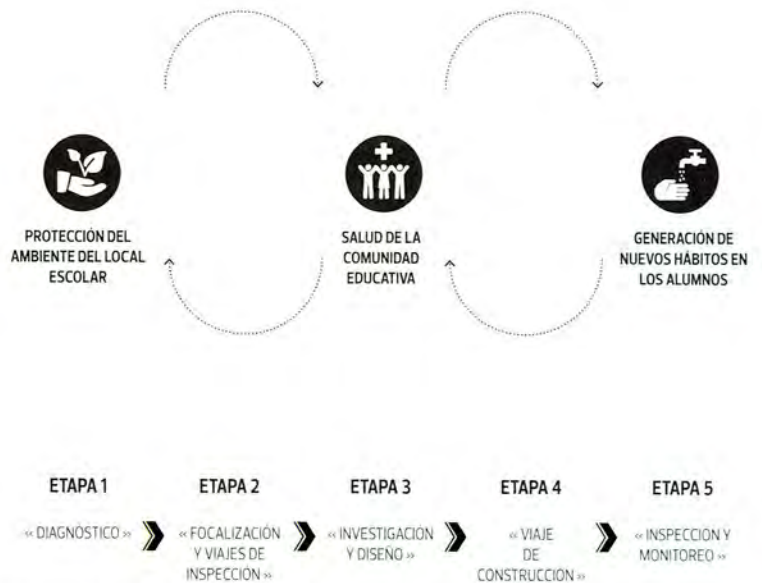 PROTECCIÓN DEL
AMBIENTE DEL LOCAL
ESCOLAR
SALUD DE LA
COMUNIDAD
EDUCATIVA
GENERACIÓN DE
NUEVOS HÁBITOS EN
LOS ALUMNOS
ETAPA 1
« DIAGNÓSTICO »
ETAPA 2
« FOCALIZACIÓN
Y VIAJES DE
INSPECCIÓN »
ETAPA 3
« INVESTIGACIÓN
Y DISEÑO »
ETAPA 4
« VIAJE
DE
CONSTRUCCIÓN »
ETAPA 5
« INSPECCIÓN Y
MONITOREO »